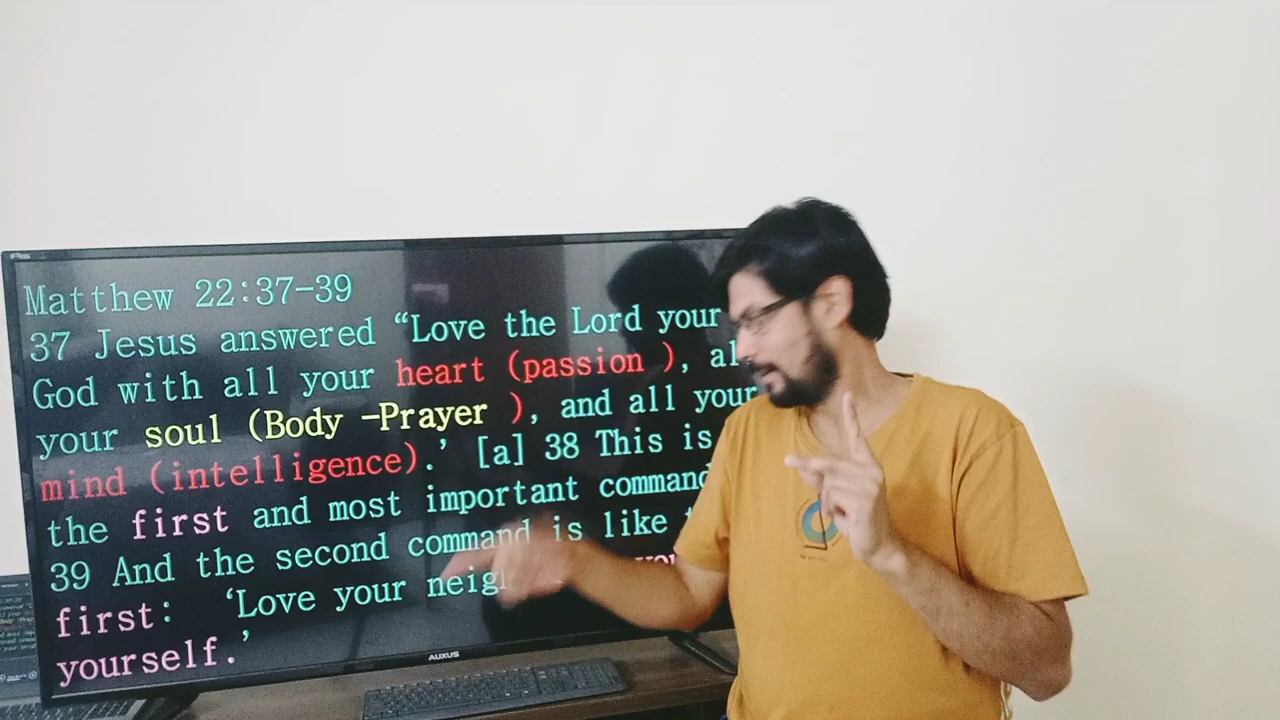 Matthew 22:37-39
37 Jesus answered “Love the Lord your
God with all your heart (passion ), al
your soul (Body -Prayer ), and all your
mind (intelligence).’ [a] 38 This is
the first and most important command
39 And the second command is like
first: ‘Love your neigh
yourself.’
AUXUS